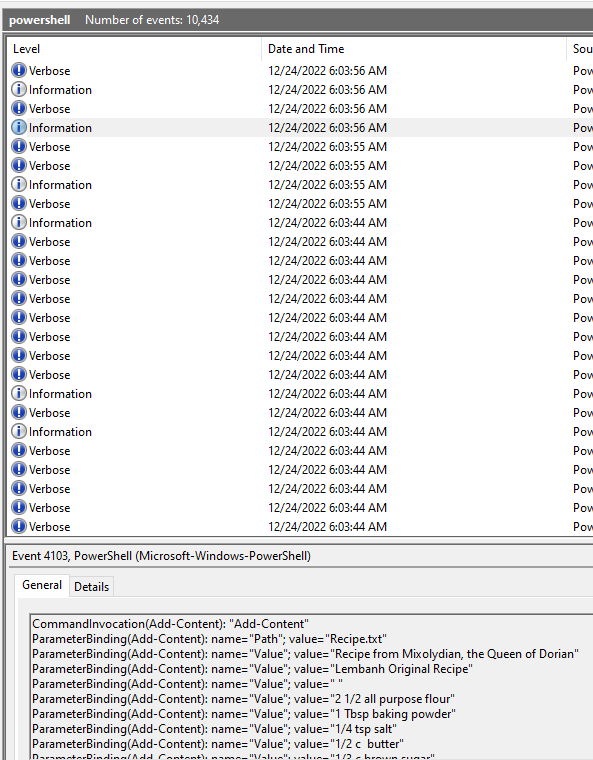 powershell Number of events: 10,434
Level Date and Time Sou
Verbose 12/24/2022 6:03:56 AM Pow
Information 12/24/2022 6:03:56 AM Pow
Verbose 12/24/2022 6:03:56 AM Pow
Information 12/24/2022 6:03:56 AM Pow
Verbose 12/24/2022 6:03:55 AM Pow
Verbose 12/24/2022 6:03:55 AM Pow
Information 12/24/2022 6:03:55 AM Pow
Verbose 12/24/2022 6:03:55 AM Pow
Information 12/24/2022 6:03:44 AM Pow
Verbose 12/24/2022 6:03:44 AM Pow
Verbose 12/24/2022 6:03:44 AM Pow
Verbose 12/24/2022 6:03:44 AM Pow
Verbose 12/24/2022 6:03:44 AM Pow
Verbose 12/24/2022 6:03:44 AM Pow
Verbose 12/24/2022 6:03:44 AM Pow
Verbose 12/24/2022 6:03:44 AM Pow
Verbose 12/24/2022 6:03:44 AM Pow
Information 12/24/2022 6:03:44 AM Pow
Verbose 12/24/2022 6:03:44 AM Pow
Information 12/24/2022 6:03:44 AM Pow
Verbose 12/24/2022 6:03:44 AM Pow
Verbose 12/24/2022 6:03:44 AM Pow
Verbose 12/24/2022 6:03:44 AM Pow
Verbose 12/24/2022 6:03:44 AM Pow
Verbose 12/24/2022 6:03:44 AM Pow
Event 4103, PowerShell (Microsoft-Windows-PowerShell)
General Details
CommandInvocation(Add-Content): "Add-Content"
ParameterBinding(Add-Content): name="Path"; value="Recipe.txt"
ParameterBinding(Add-Content): name="Value"; value="Recipe from Mixolydian, the Queen of Dorian"
ParameterBinding(Add-Content): name="Value"; value="Lembanh Original Recipe"
ParameterBinding(Add-Content): name="Value"; value=" "
ParameterBinding(Add-Content): name="Value"; value="2 1/2 all purpose flour"
ParameterBinding(Add-Content): name="Value"; value="1 Tbsp baking powder"
ParameterBinding(Add-Content): name="Value"; value="1/4 tsp salt"
ParameterBinding(Add-Content): name="Value"; value="1/2 c  butter"
ParameterBinding(Add-Content): name="Value"; value="1/3 c brown sugar"